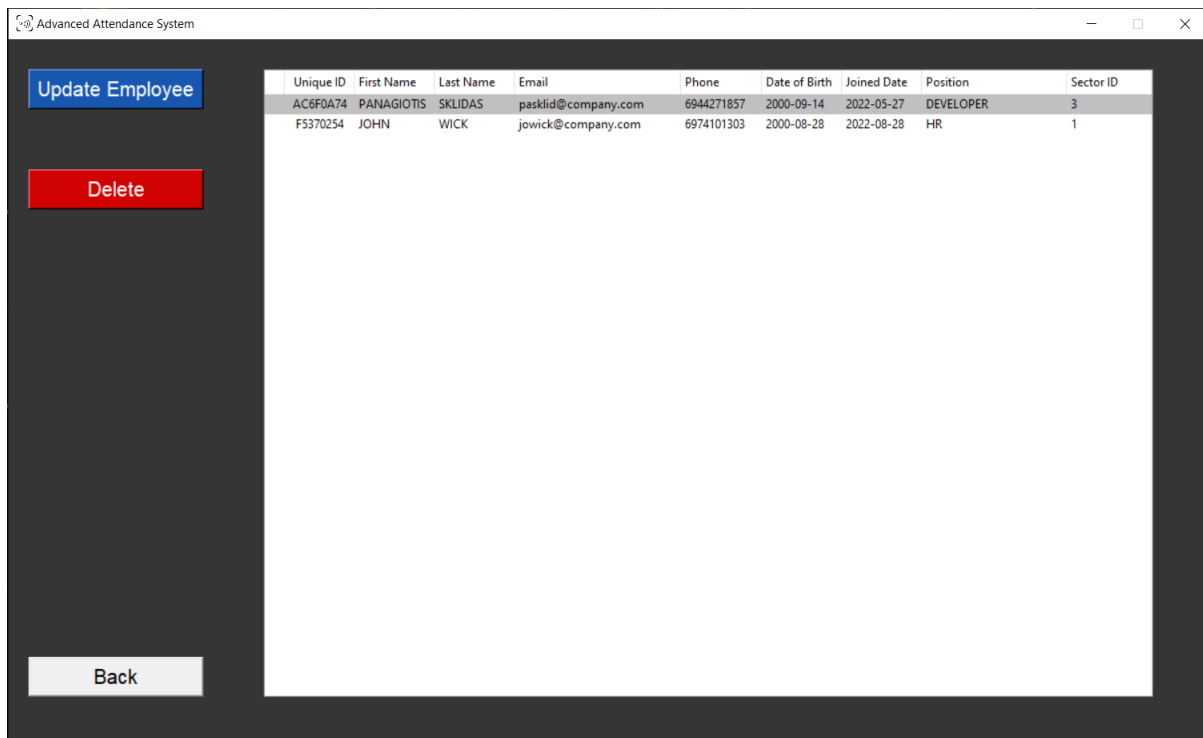 Advanced Attendance System
Update Employee
Delete
Back
Unique ID First Name Last Name Email Phone Date of Birth Joined Date Position Sector ID
AC6F0A74 PANAGIOTIS SKLIDAS pasklid@company.com 6944271857 2000-09-14 2022-05-27 DEVELOPER 3
F5370254 JOHN WICK jowick@company.com 6974101303 2000-08-28 2022-08-28 HR 1